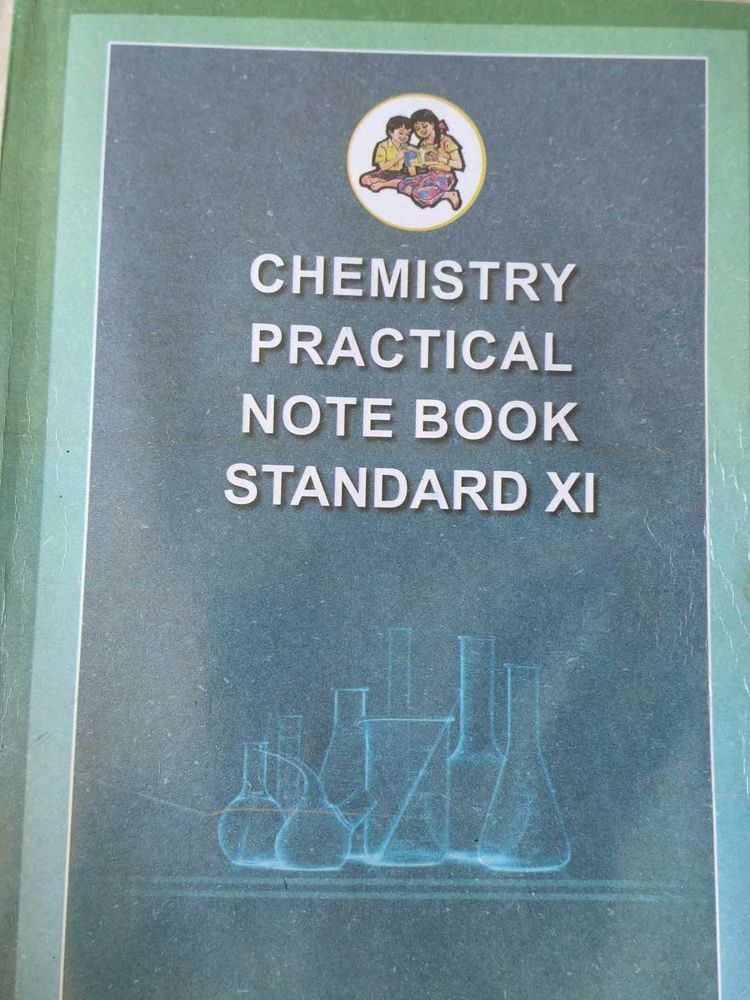 CHEMISTRY
PRACTICAL
NOTE BOOK
STANDARD XI